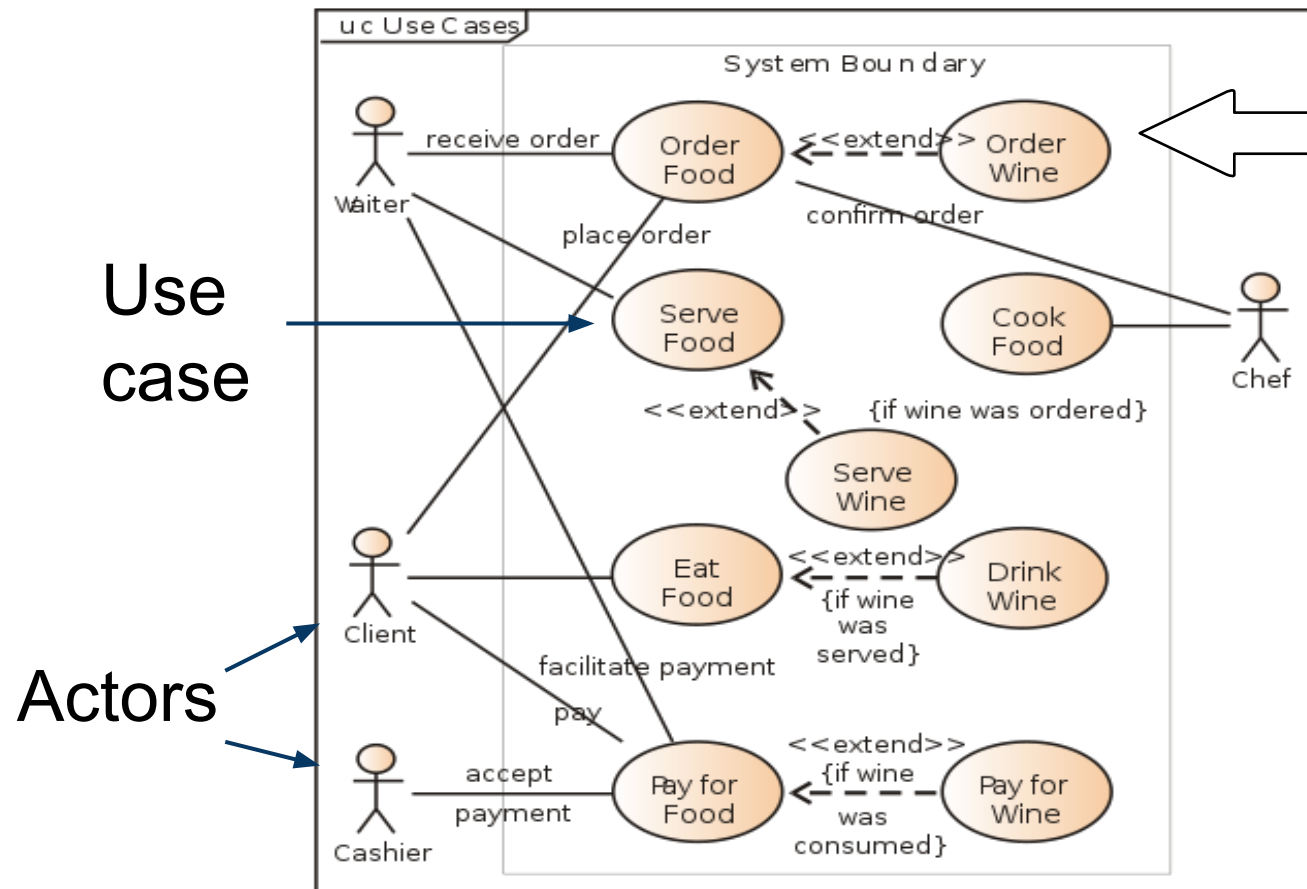 uc Use Cases
System Boundary
receive order
Order
Food
<<extend>>
Order
Wine
Waiter
place order
confirm order
Use
case
Serve
Food
Cook
Food
Chef
<<extend>>
{if wine was ordered}
Serve
Wine
Eat
Food
<<extend>>
{if wine
was
served}
Drink
Wine
Client
Actors
facilitate payment
pay
accept
payment
Pay for
Food
<<extend>>
{if wine
was
consumed}
Pay for
Wine
Cashier